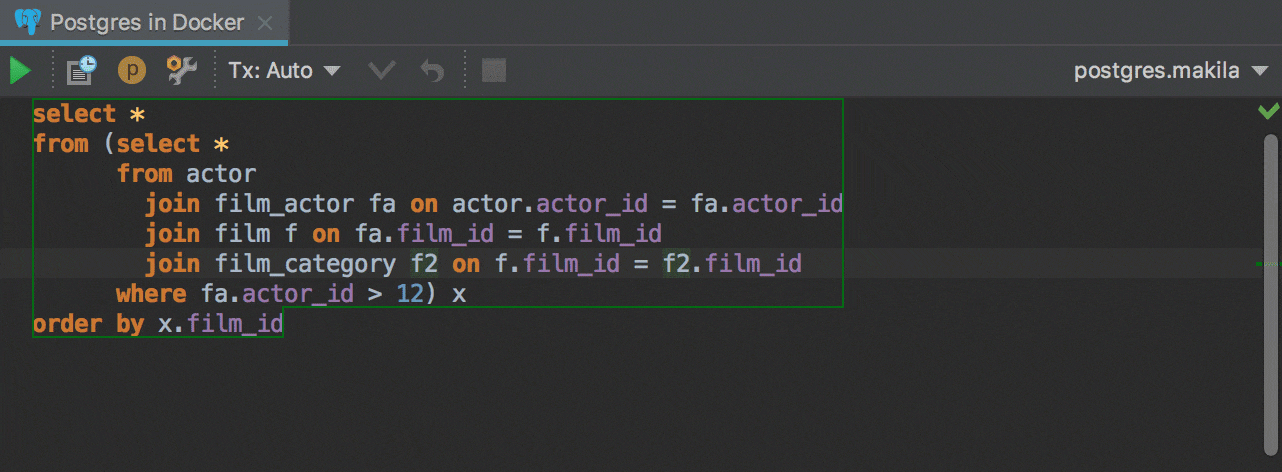 Postgres in Docker
p
Tx: Auto
postgres.makila
select *
from (select *
      from actor
        join film_actor fa on actor.actor_id = fa.actor_id
        join film f on fa.film_id = f.film_id
        join film_category f2 on f.film_id = f2.film_id
      where fa.actor_id > 12) x
order by x.film_id